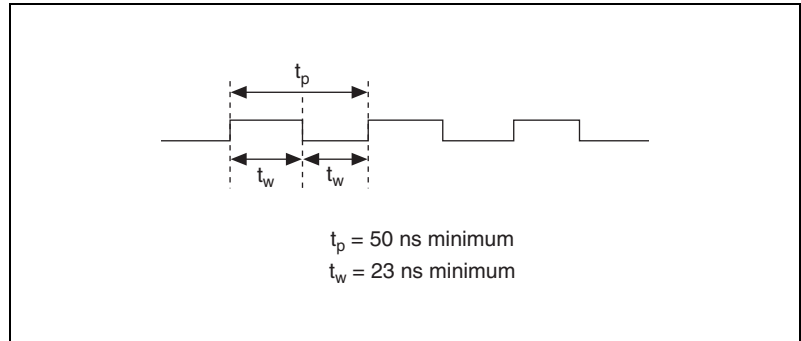 tp
tw tw
tp = 50 ns minimum
tw = 23 ns minimum